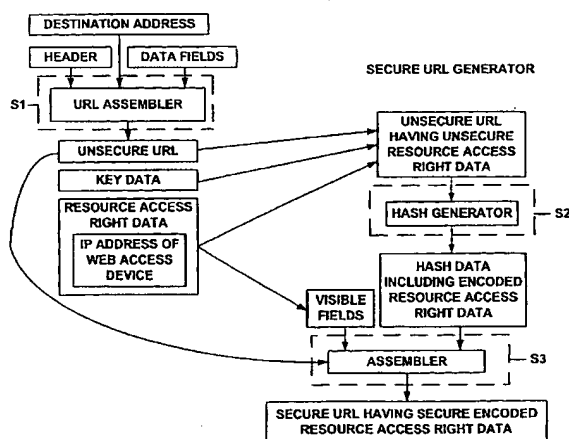 DESTINATION ADDRESS
HEADER
DATA FIELDS
SECURE URL GENERATOR
S1
URL ASSEMBLER
UNSECURE URL
KEY DATA
RESOURCE ACCESS
RIGHT DATA
IP ADDRESS OF
WEB ACCESS
DEVICE
UNSECURE URL
HAVING UNSECURE
RESOURCE ACCESS
RIGHT DATA
HASH GENERATOR
S2
HASH DATA
INCLUDING ENCODED
RESOURCE ACCESS
RIGHT DATA
VISIBLE
FIELDS
ASSEMBLER
S3
SECURE URL HAVING SECURE ENCODED
RESOURCE ACCESS RIGHT DATA